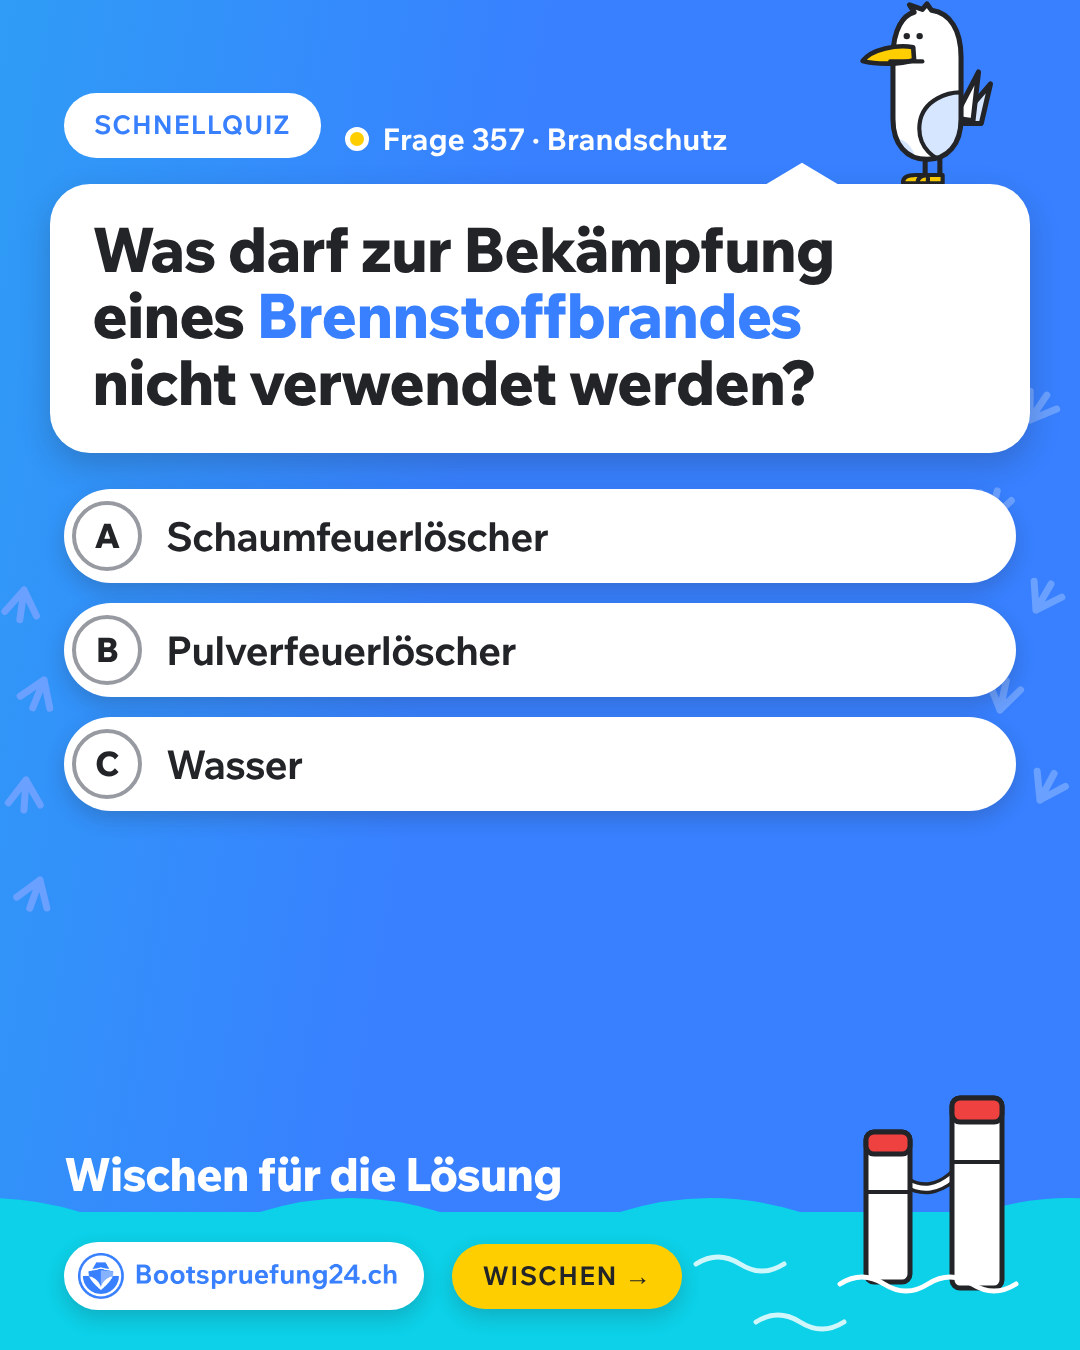 SCHNELLQUIZ
Frage 357 · Brandschutz
Was darf zur Bekämpfung
eines Brennstoffbrandes
nicht verwendet werden?
A Schaumfeuerlöscher
B Pulverfeuerlöscher
C Wasser
Wischen für die Lösung
Bootspruefung24.ch
WISCHEN →